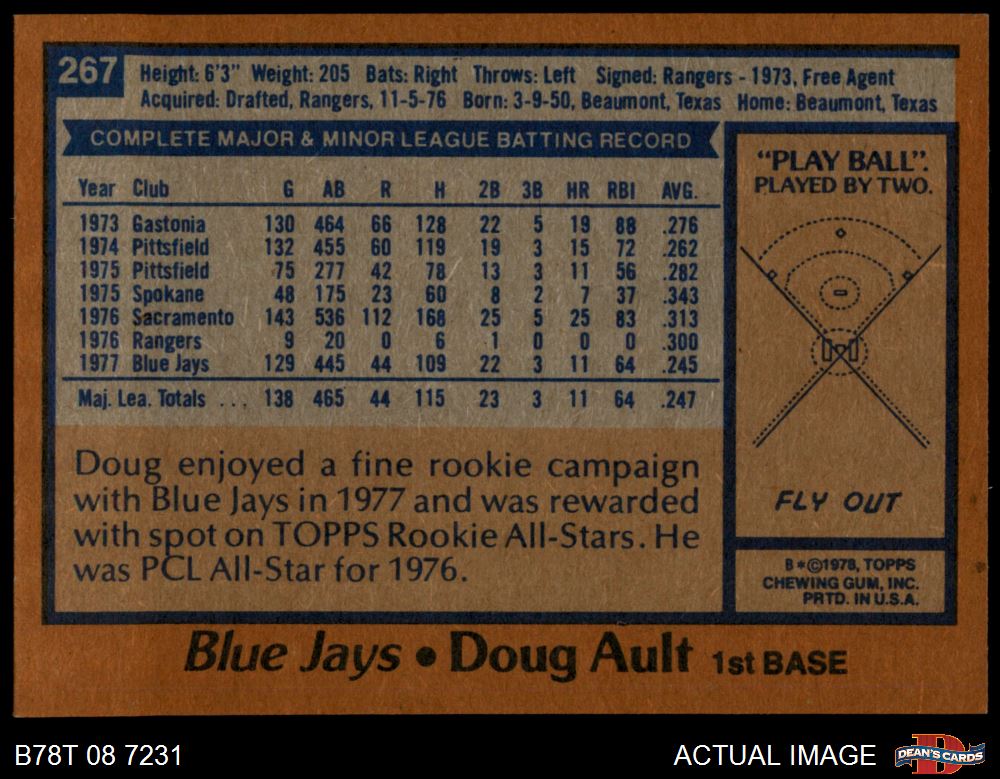 267
Height: 6'3" Weight: 205 Bats: Right Throws: Left Signed: Rangers - 1973, Free Agent
Acquired: Drafted, Rangers, 11-5-76 Born: 3-9-50, Beaumont, Texas Home: Beaumont, Texas
COMPLETE MAJOR & MINOR LEAGUE BATTING RECORD
Year Club G AB R H 2B 3B HR RBI AVG.
1973 Gastonia 130 464 66 128 22 5 19 88 .276
1974 Pittsfield 132 455 60 119 19 3 15 72 .262
1975 Pittsfield 75 277 42 78 13 3 11 56 .282
1975 Spokane 48 175 23 60 8 2 7 37 .343
1976 Sacramento 143 536 112 168 25 5 25 83 .313
1976 Rangers 9 20 0 6 1 0 0 0 .300
1977 Blue Jays 129 445 44 109 22 3 11 64 .245
Maj. Lea. Totals ... 138 465 44 115 23 3 11 64 .247
Doug enjoyed a fine rookie campaign
with Blue Jays in 1977 and was rewarded
with spot on TOPPS Rookie All-Stars. He
was PCL All-Star for 1976.
"PLAY BALL".
PLAYED BY TWO.
FLY OUT
B*©1978, TOPPS
CHEWING GUM, INC.
PRTD. IN U.S.A.
Blue Jays • Doug Ault 1st BASE
B78T 08 7231 ACTUAL IMAGE DEAN'S CARDS